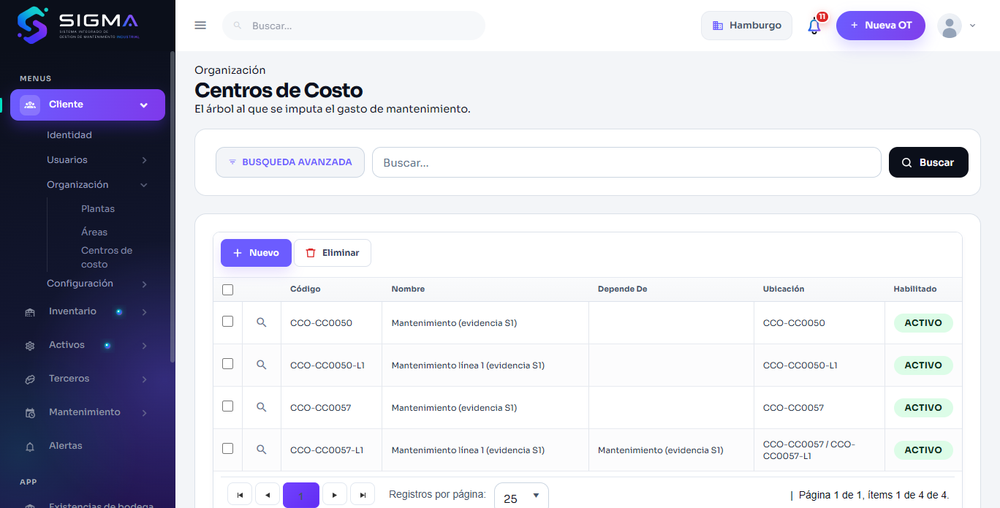 SIGMA
SISTEMA INTEGRADO DE
GESTION DE MANTENIMIENTO INDUSTRIAL
Buscar...
Hamburgo
11
+ Nueva OT
MENUS
Cliente
Identidad
Usuarios
Organización
Plantas
Áreas
Centros de
costo
Configuración
Inventario
Activos
Terceros
Mantenimiento
Alertas
APP
Existencias de bodega
Organización
Centros de Costo
El árbol al que se imputa el gasto de mantenimiento.
BUSQUEDA AVANZADA
Buscar...
Buscar
+ Nuevo
Eliminar
Código Nombre Depende De Ubicación Habilitado
CCO-CC0050 Mantenimiento (evidencia S1) CCO-CC0050 ACTIVO
CCO-CC0050-L1 Mantenimiento línea 1 (evidencia S1) CCO-CC0050-L1 ACTIVO
CCO-CC0057 Mantenimiento (evidencia S1) CCO-CC0057 ACTIVO
CCO-CC0057-L1 Mantenimiento línea 1 (evidencia S1) Mantenimiento (evidencia S1) CCO-CC0057 / CCO-
CC0057-L1 ACTIVO
1
Registros por página: 25
| Página 1 de 1, ítems 1 de 4 de 4.